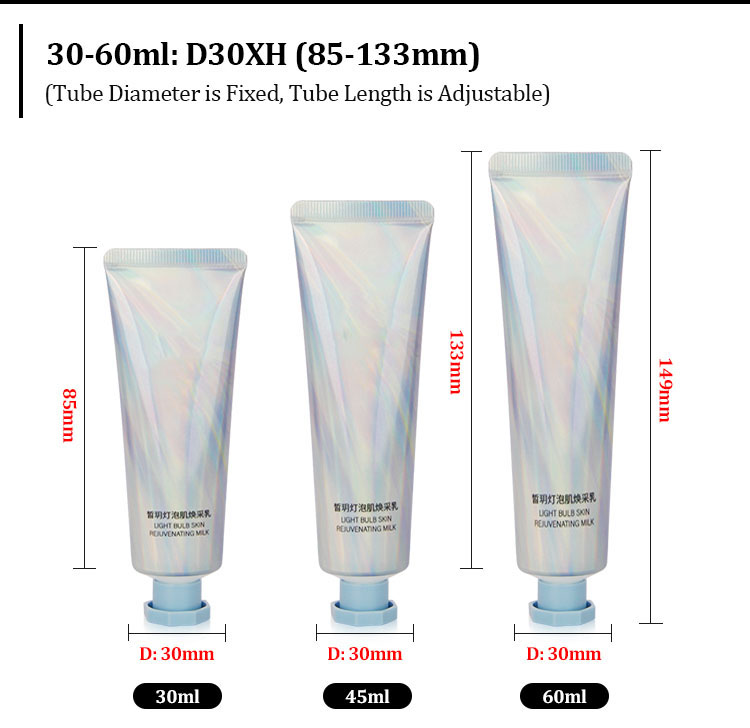 30-60ml: D30XH (85-133mm)
(Tube Diameter is Fixed, Tube Length is Adjustable)
85mm
133mm
149mm
皙玥灯泡肌焕采乳
LIGHT BULB SKIN
REJUVENATING MILK
皙玥灯泡肌焕采乳
LIGHT BULB SKIN
REJUVENATING MILK
皙玥灯泡肌焕采乳
LIGHT BULB SKIN
REJUVENATING MILK
D: 30mm
D: 30mm
D: 30mm
30ml
45ml
60ml